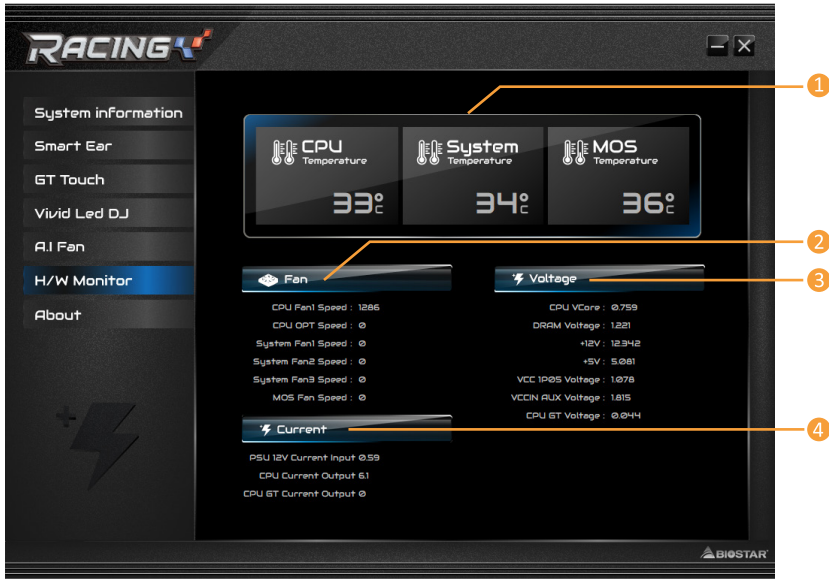 RACING
System information
Smart Ear
GT Touch
Vivid Led DJ
A.I Fan
H/W Monitor
About
1
CPU
Temperature
33°C
System
Temperature
34°C
MOS
Temperature
36°C
2
Fan
CPU Fan1 Speed : 1286
CPU OPT Speed : 0
System Fan1 Speed : 0
System Fan2 Speed : 0
System Fan3 Speed : 0
MOS Fan Speed : 0
3
Voltage
CPU VCore : 0.759
DRAM Voltage : 1.221
+12V : 12.342
+5V : 5.081
VCC 1P05 Voltage : 1.078
VCCIN AUX Voltage : 1.815
CPU GT Voltage : 0.044
4
Current
PSU 12V Current Input 0.59
CPU Current Output 6.1
CPU GT Current Output 0
BIOSTAR